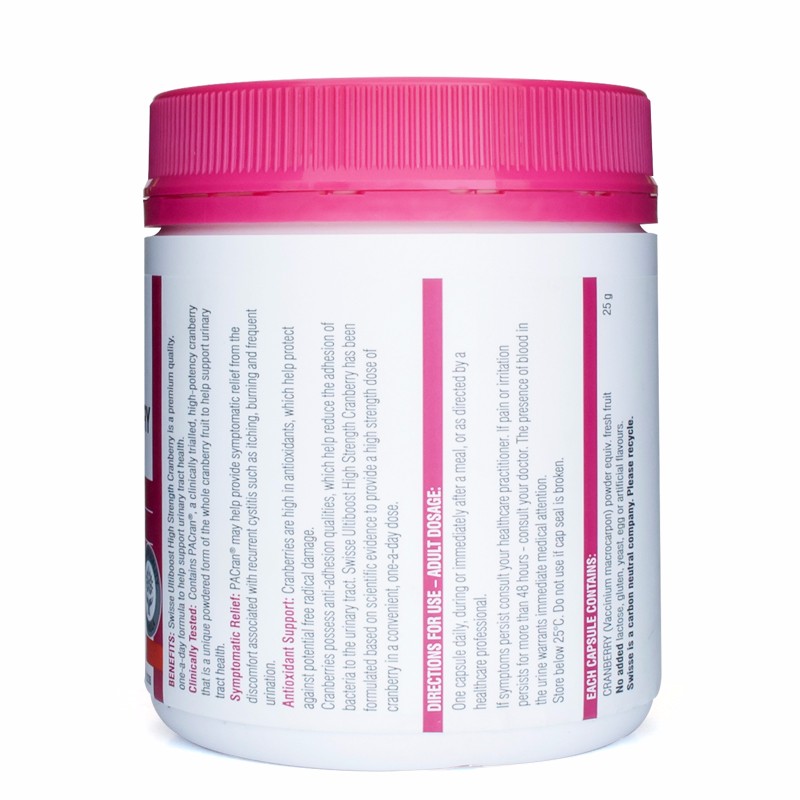 RY
BENEFITS: Swisse Ultiboost High Strength Cranberry is a premium quality,
one-a-day formula to help support urinary tract health.
Clinically Tested: Contains PACran®, a clinically trialled, high-potency cranberry
that is a unique powdered form of the whole cranberry fruit to help support urinary
tract health.
Symptomatic Relief: PACran® may help provide symptomatic relief from the
discomfort associated with recurrent cystitis such as itching, burning and frequent
urination.
Antioxidant Support: Cranberries are high in antioxidants, which help protect
against potential free radical damage.
Cranberries possess anti-adhesion qualities, which help reduce the adhesion of
bacteria to the urinary tract. Swisse Ultiboost High Strength Cranberry has been
formulated based on scientific evidence to provide a high strength dose of
cranberry in a convenient, one-a-day dose.
DIRECTIONS FOR USE – ADULT DOSAGE:
One capsule daily, during or immediately after a meal, or as directed by a
healthcare professional.
If symptoms persist consult your healthcare practitioner. If pain or irritation
persists for more than 48 hours - consult your doctor. The presence of blood in
the urine warrants immediate medical attention.
Store below 25°C. Do not use if cap seal is broken.
EACH CAPSULE CONTAINS:
CRANBERRY (Vaccinium macrocarpon) powder equiv. fresh fruit 25 g
No added lactose, gluten, yeast, egg or artificial flavours.
Swisse is a carbon neutral company. Please recycle.